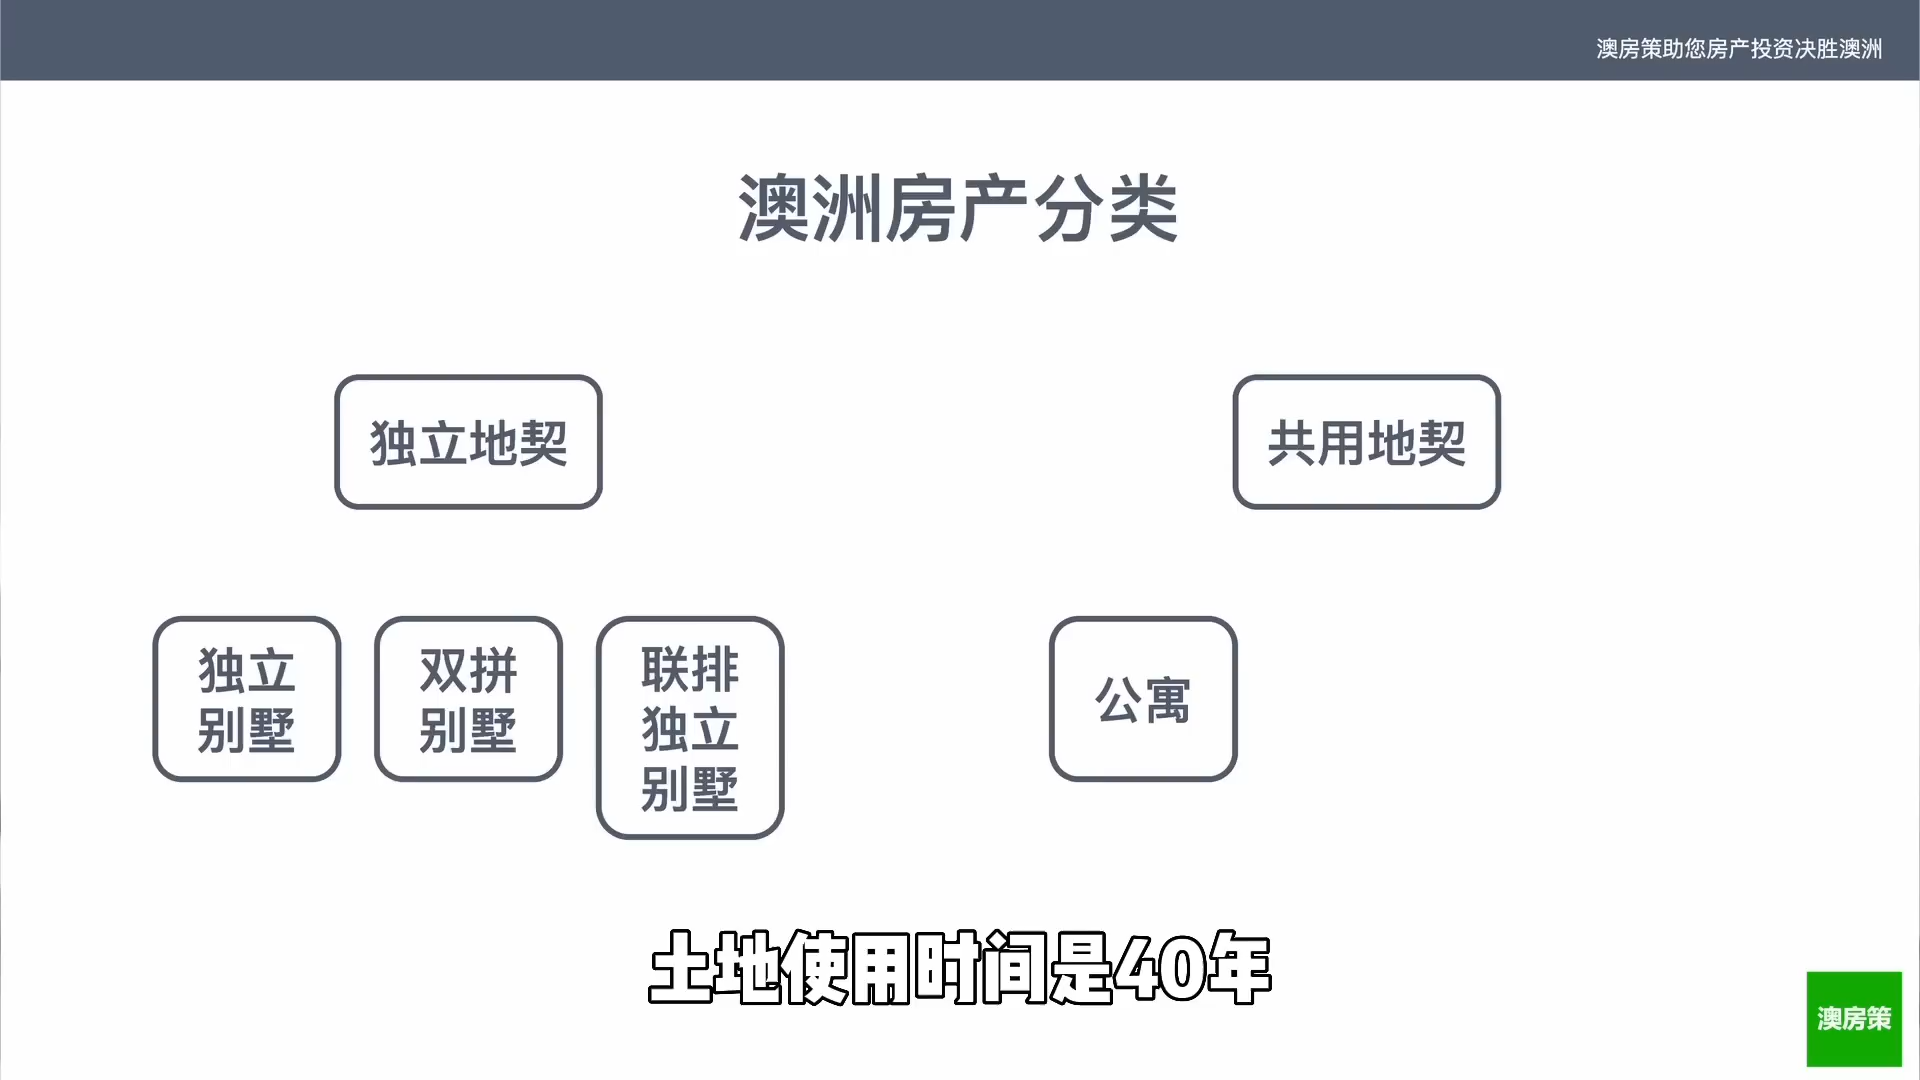 澳房策助您房产投资决胜澳洲
澳洲房产分类
独立地契
共用地契
独立
别墅
双拼
别墅
联排
独立
别墅
公寓
土地使用时间是40年
澳房策